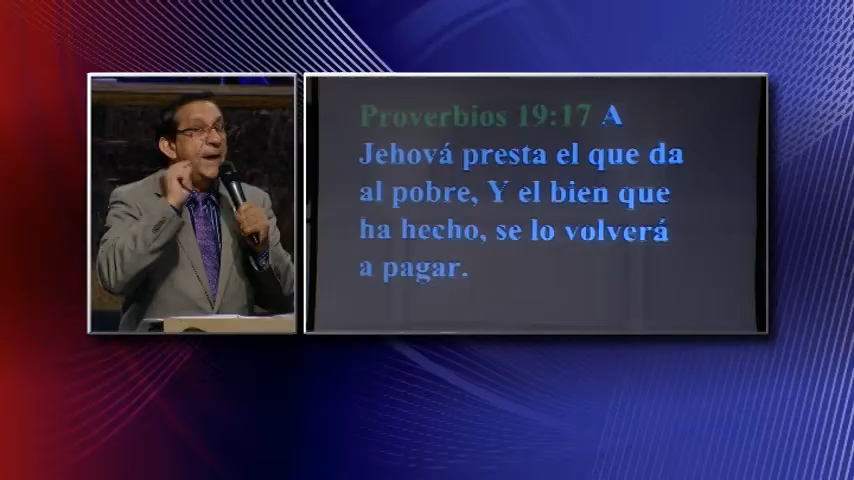 Proverbios 19:17 A
Jehová presta el que da
al pobre, Y el bien que
ha hecho, se lo volverá
a pagar.